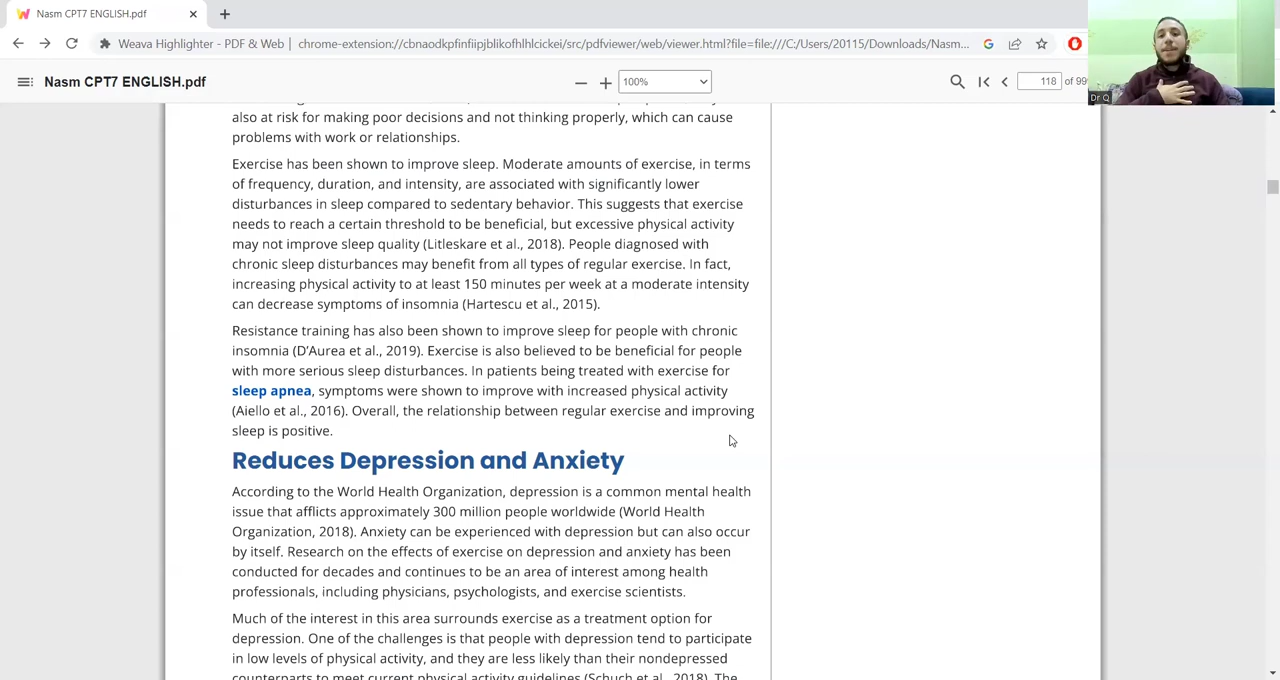 Nasm CPT7 ENGLISH.pdf
Weava Highlighter - PDF & Web | chrome-extension://cbnaodkpfinfiipjblikofhlhlcickei/src/pdfviewer/web/viewer.html?file=file:///C:/Users/20115/Downloads/Nasm...
Nasm CPT7 ENGLISH.pdf
100%
118 of 99
Dr Q
also at risk for making poor decisions and not thinking properly, which can cause
problems with work or relationships.
Exercise has been shown to improve sleep. Moderate amounts of exercise, in terms
of frequency, duration, and intensity, are associated with significantly lower
disturbances in sleep compared to sedentary behavior. This suggests that exercise
needs to reach a certain threshold to be beneficial, but excessive physical activity
may not improve sleep quality (Litleskare et al., 2018). People diagnosed with
chronic sleep disturbances may benefit from all types of regular exercise. In fact,
increasing physical activity to at least 150 minutes per week at a moderate intensity
can decrease symptoms of insomnia (Hartescu et al., 2015).
Resistance training has also been shown to improve sleep for people with chronic
insomnia (D'Aurea et al., 2019). Exercise is also believed to be beneficial for people
with more serious sleep disturbances. In patients being treated with exercise for
sleep apnea, symptoms were shown to improve with increased physical activity
(Aiello et al., 2016). Overall, the relationship between regular exercise and improving
sleep is positive.
Reduces Depression and Anxiety
According to the World Health Organization, depression is a common mental health
issue that afflicts approximately 300 million people worldwide (World Health
Organization, 2018). Anxiety can be experienced with depression but can also occur
by itself. Research on the effects of exercise on depression and anxiety has been
conducted for decades and continues to be an area of interest among health
professionals, including physicians, psychologists, and exercise scientists.
Much of the interest in this area surrounds exercise as a treatment option for
depression. One of the challenges is that people with depression tend to participate
in low levels of physical activity, and they are less likely than their nondepressed
counterparts to meet current physical activity guidelines (Schuch et al., 2018). The